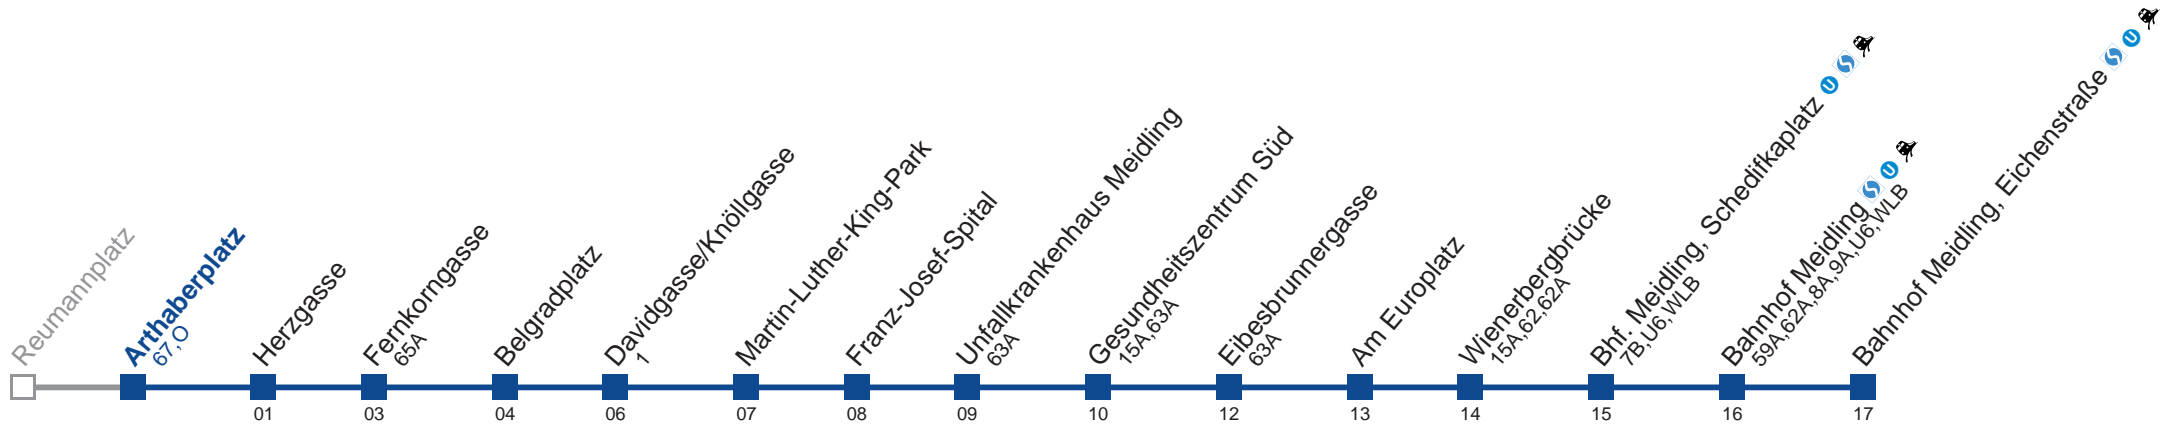 Reumannplatz
Arthaberplatz
67,O
Herzgasse
Fernkorngasse
65A
Belgradplatz
Davidgasse/Knöllgasse
1
Martin-Luther-King-Park
Franz-Josef-Spital
Unfallkrankenhaus Meidling
63A
Gesundheitszentrum Süd
15A,63A
Eibesbrunnergasse
63A
Am Europlatz
Wienerbergbrücke
15A,62,62A
Bhf. Meidling, Schedifkaplatz U S
7B,U6,WLB
Bahnhof Meidling S U
59A,62A,8A,9A,U6,WLB
Bahnhof Meidling, Eichenstraße S U
01 03 04 06 07 08 09 10 12 13 14 15 16 17